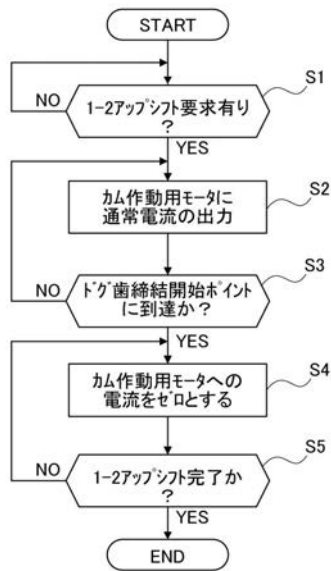 START
S1
NO
1-2アップシフト要求有り
?
YES
S2
カム作動用モータに
通常電流の出力
S3
NO
ドグ歯締結開始ポイント
に到達か?
YES
S4
カム作動用モータへの
電流をゼロとする
S5
NO
1-2アップシフト完了か
?
YES
END